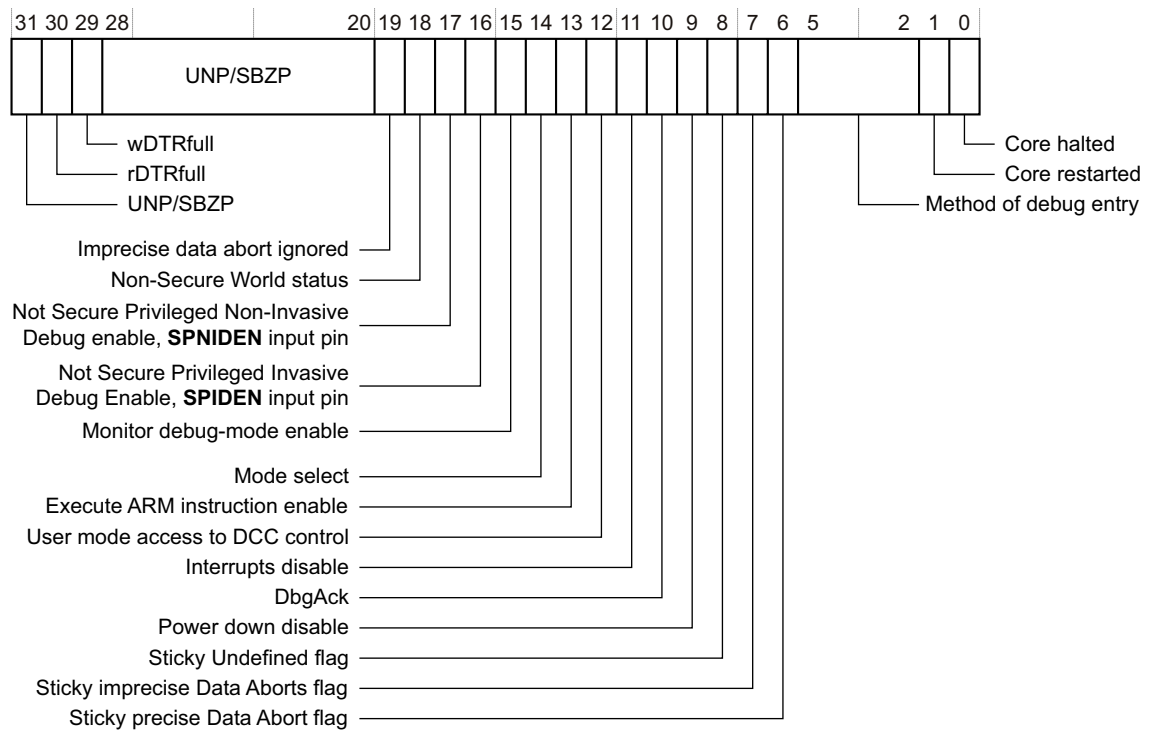 31 30 29 28 20 19 18 17 16 15 14 13 12 11 10 9 8 7 6 5 2 1 0
UNP/SBZP
wDTRfull
Core halted
rDTRfull
Core restarted
UNP/SBZP
Method of debug entry
Imprecise data abort ignored
Non-Secure World status
Not Secure Privileged Non-Invasive
Debug enable, SPNIDEN input pin
Not Secure Privileged Invasive
Debug Enable, SPIDEN input pin
Monitor debug-mode enable
Mode select
Execute ARM instruction enable
User mode access to DCC control
Interrupts disable
DbgAck
Power down disable
Sticky Undefined flag
Sticky imprecise Data Aborts flag
Sticky precise Data Abort flag